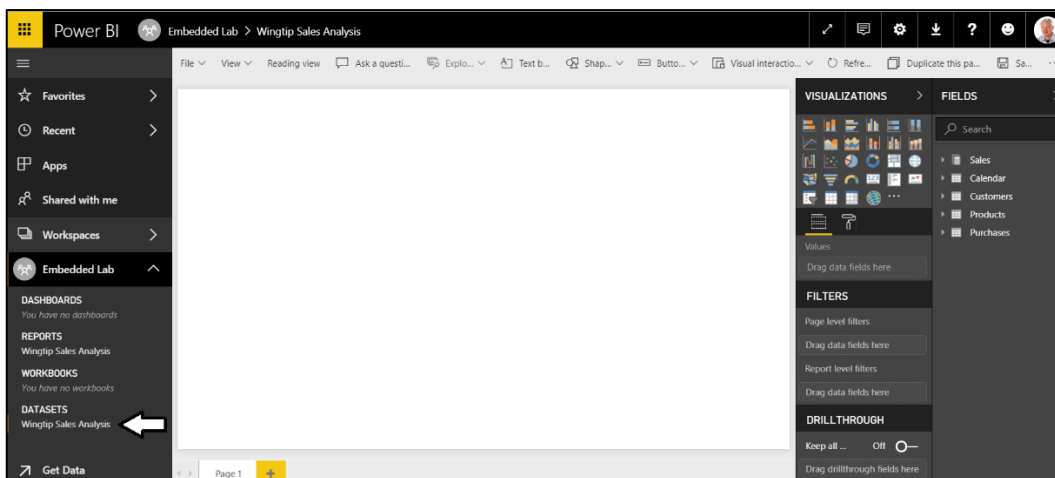 Power BI Embedded Lab > Wingtip Sales Analysis ?
File View Reading view Ask a questi... Explo... Text b... Shap... Butto... Visual interactio... Refre... Duplicate this pa... Sa... ...
Favorites
Recent
Apps
Shared with me
Workspaces
Embedded Lab
DASHBOARDS
You have no dashboards
REPORTS
Wingtip Sales Analysis
WORKBOOKS
You have no workbooks
DATASETS
Wingtip Sales Analysis
Get Data
Page 1 +
VISUALIZATIONS
Values
Drag data fields here
FILTERS
Page level filters
Drag data fields here
Report level filters
Drag data fields here
DRILLTHROUGH
Keep all ... Off
Drag drillthrough fields here
FIELDS
Search
Sales
Calendar
Customers
Products
Purchases